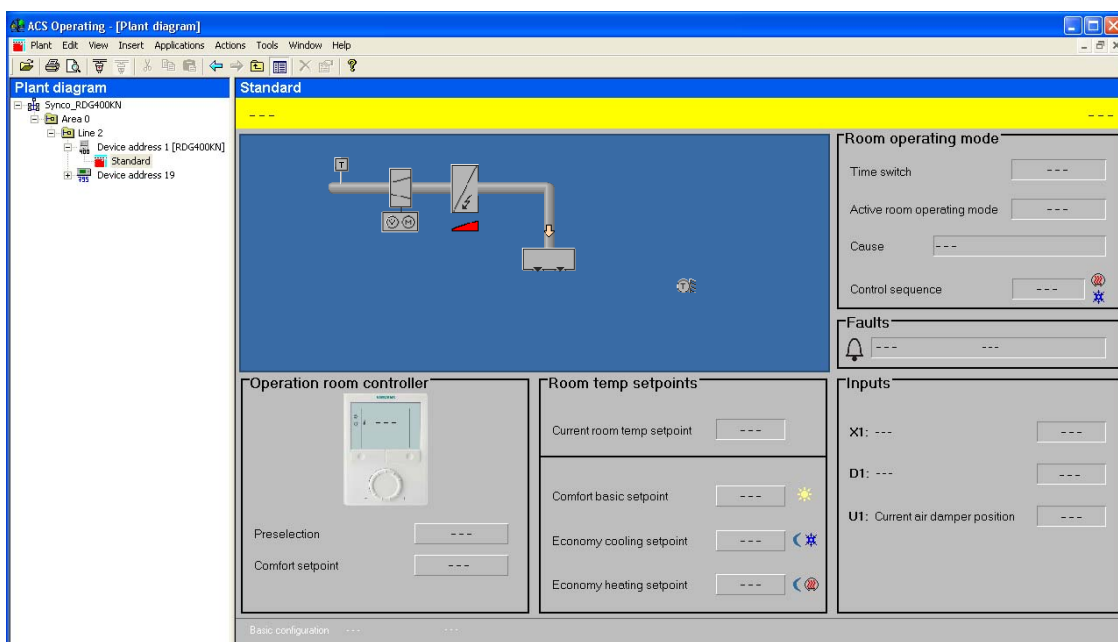 ACS Operating - [Plant diagram]
Plant Edit View Insert Applications Actions Tools Window Help
Plant diagram
Synco_RDG400KN
Area 0
Line 2
Device address 1 [RDG400KN]
Standard
Device address 19
Standard
--- ---
T
T
Room operating mode
Time switch ---
Active room operating mode ---
Cause ---
Control sequence ---
Faults
--- ---
Operation room controller
---
Preselection ---
Comfort setpoint ---
Room temp setpoints
Current room temp setpoint ---
Comfort basic setpoint ---
Economy cooling setpoint ---
Economy heating setpoint ---
Inputs
X1: --- ---
D1: --- ---
U1: Current air damper position ---
Basic configuration --- ---